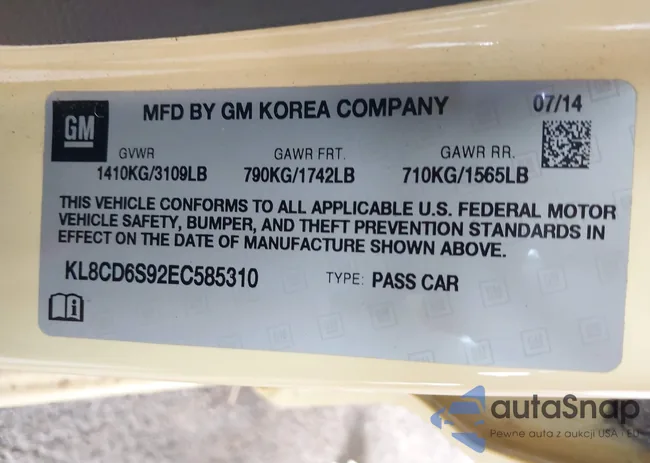 GM
MFD BY GM KOREA COMPANY 07/14
GVWR GAWR FRT. GAWR RR.
1410KG/3109LB 790KG/1742LB 710KG/1565LB
THIS VEHICLE CONFORMS TO ALL APPLICABLE U.S. FEDERAL MOTOR
VEHICLE SAFETY, BUMPER, AND THEFT PREVENTION STANDARDS IN
EFFECT ON THE DATE OF MANUFACTURE SHOWN ABOVE.
KL8CD6S92EC585310 TYPE: PASS CAR
autaSnap
Pewne auta z aukcji USA i EU